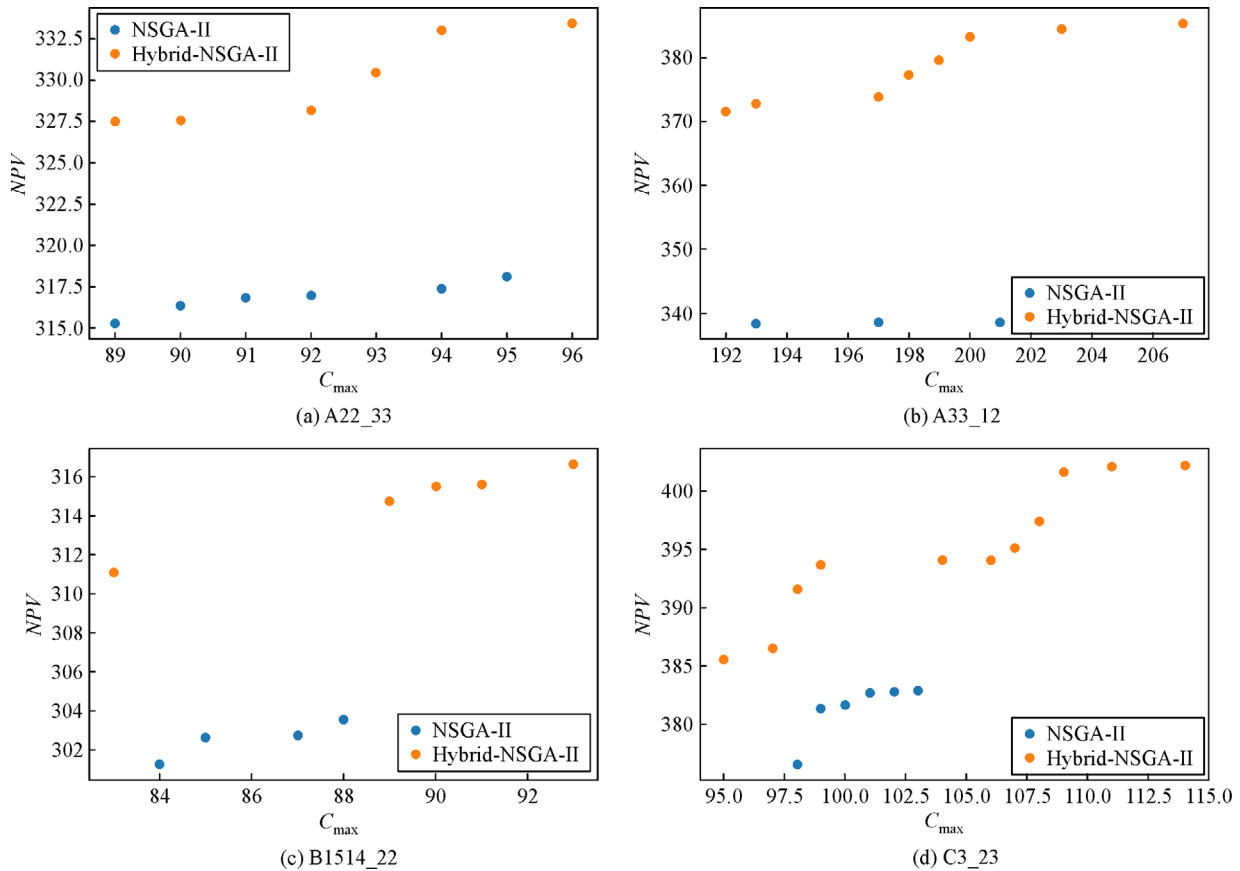 332.5
330.0
327.5
325.0
322.5
320.0
317.5
315.0
NPV
NSGA-II
Hybrid-NSGA-II
89 90 91 92 93 94 95 96
C_max
(a) A22_33
380
370
360
350
340
NPV
NSGA-II
Hybrid-NSGA-II
192 194 196 198 200 202 204 206
C_max
(b) A33_12
316
314
312
310
308
306
304
302
NPV
NSGA-II
Hybrid-NSGA-II
84 86 88 90 92
C_max
(c) B1514_22
400
395
390
385
380
NPV
NSGA-II
Hybrid-NSGA-II
95.0 97.5 100.0 102.5 105.0 107.5 110.0 112.5 115.0
C_max
(d) C3_23